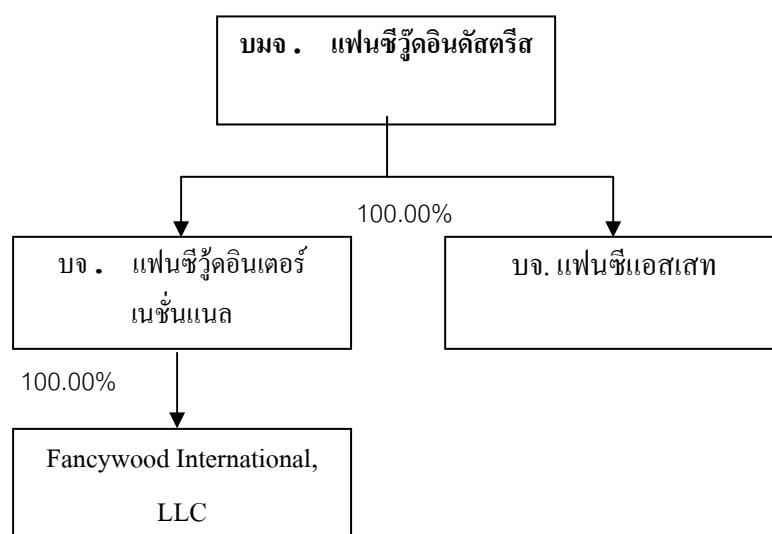 บมจ . แฟนซีวู๊ดอินดัสตรีส
100.00%
บจ . แฟนซีวู้ดอินเตอร์
เนชั่นแนล
บจ. แฟนซีแอสเสท
100.00%
Fancywood International,
LLC